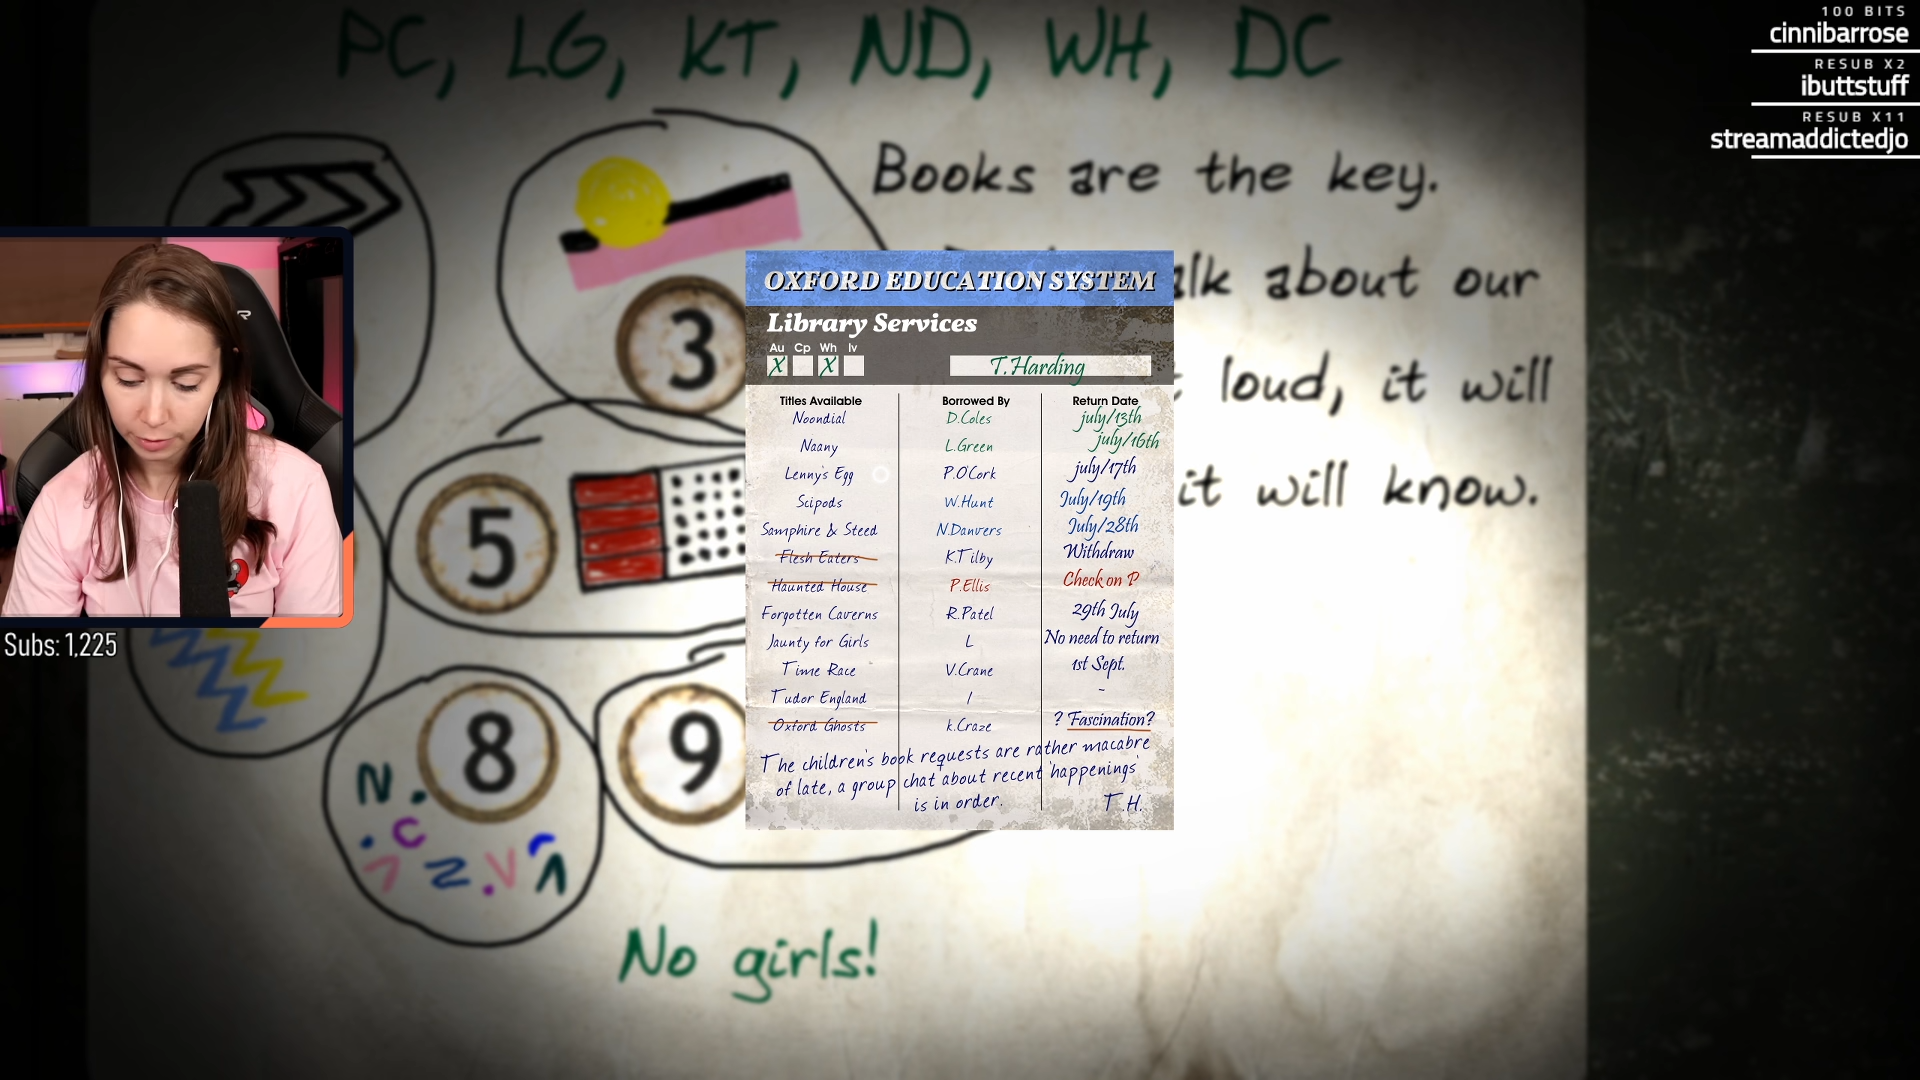 PC, LG, KT, ND, WH, DC
100 BITS
cinnibarrose
RESUB X2
ibuttstuff
RESUB X11
streamaddictedjo
Books are the key.
alk about our
loud, it will
it will know.
3
5
8
9
N.
No girls!
Subs: 1,225
OXFORD EDUCATION SYSTEM
Library Services
Au Cp Wh Iv
X X T.Harding
Titles Available Borrowed By Return Date
Noondial D.Coles july/13th
Naany L.Green july/16th
Lenny's Egg P.O'Cork july/17th
Scipods W.Hunt July/19th
Samphire & Steed N.Danvers July/28th
Flesh Eaters K.Tilby Withdraw
Haunted House P.Ellis Check on P
Forgotten Caverns R.Patel 29th July
Jaunty for Girls L No need to return
Time Race V.Crane 1st Sept.
Tudor England / -
Oxford Ghosts k.Craze ? Fascination?
The children's book requests are rather macabre
of late, a group chat about recent 'happenings'
is in order.
T.H.